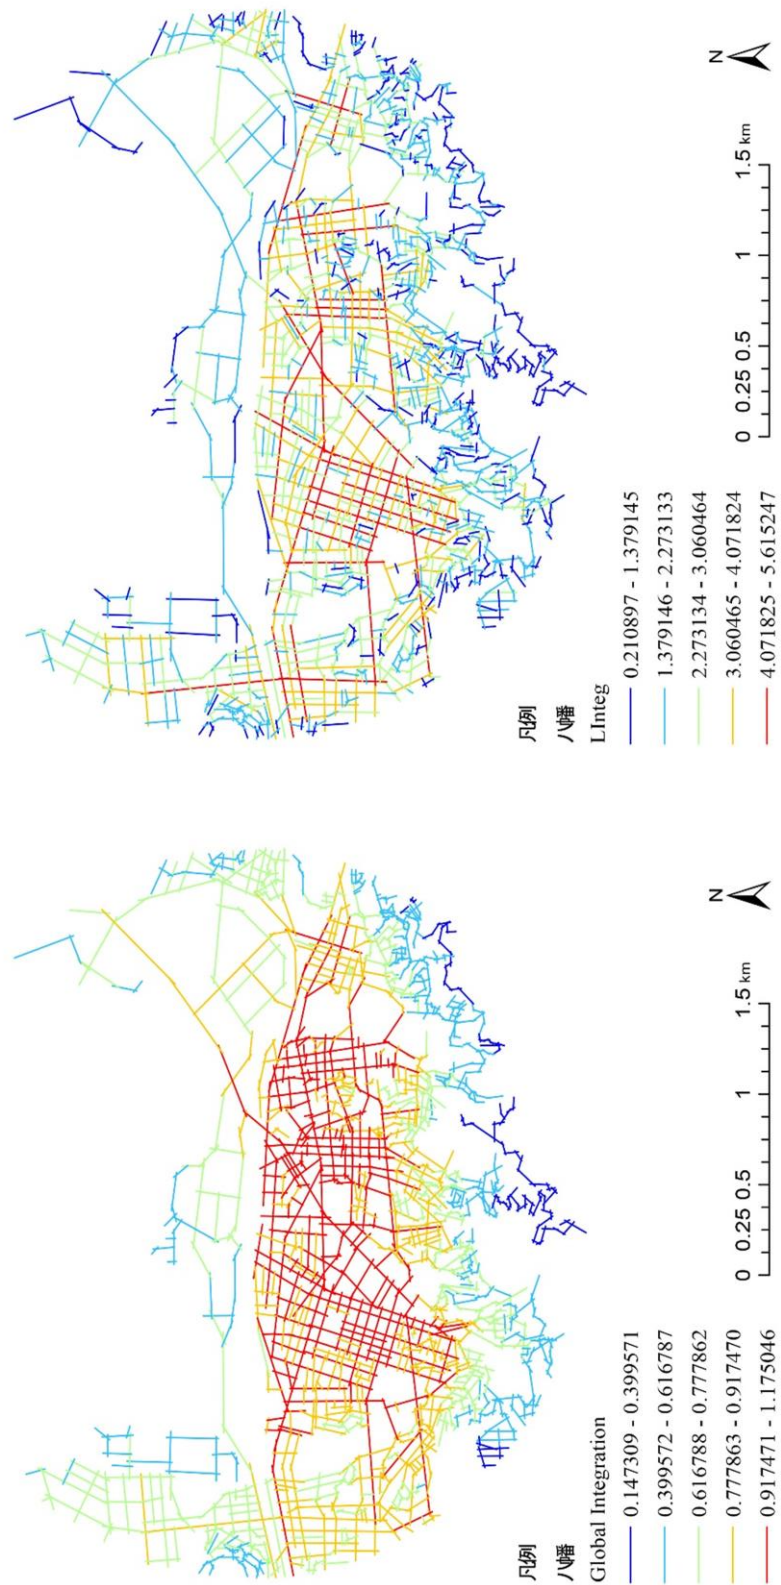 凡例
八幡
Global Integration
0.147309 - 0.399571
0.399572 - 0.616787
0.616788 - 0.777862
0.777863 - 0.917470
0.917471 - 1.175046
0 0.25 0.5 1 1.5 km
N
凡例
八幡
LInteg
0.210897 - 1.379145
1.379146 - 2.273133
2.273134 - 3.060464
3.060465 - 4.071824
4.071825 - 5.615247
0 0.25 0.5 1 1.5 km
N